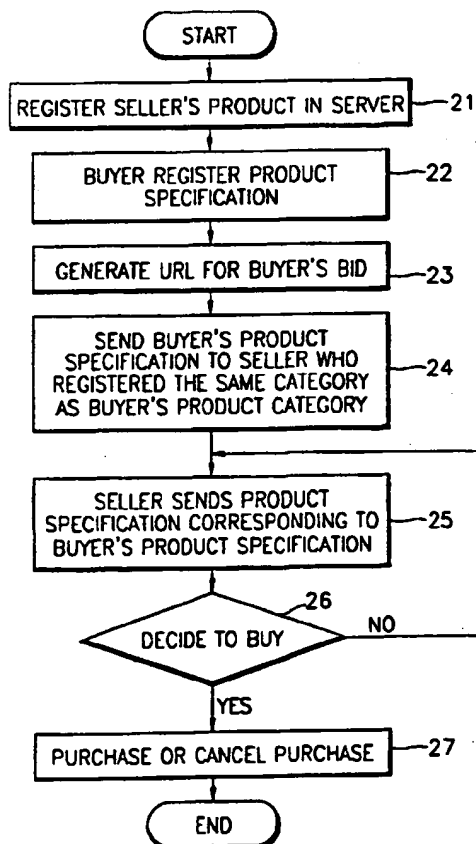 START
REGISTER SELLER'S PRODUCT IN SERVER
21
BUYER REGISTER PRODUCT
SPECIFICATION
22
GENERATE URL FOR BUYER'S BID
23
SEND BUYER'S PRODUCT
SPECIFICATION TO SELLER WHO
REGISTERED THE SAME CATEGORY
AS BUYER'S PRODUCT CATEGORY
24
SELLER SENDS PRODUCT
SPECIFICATION CORRESPONDING TO
BUYER'S PRODUCT SPECIFICATION
25
26
DECIDE TO BUY
NO
YES
PURCHASE OR CANCEL PURCHASE
27
END